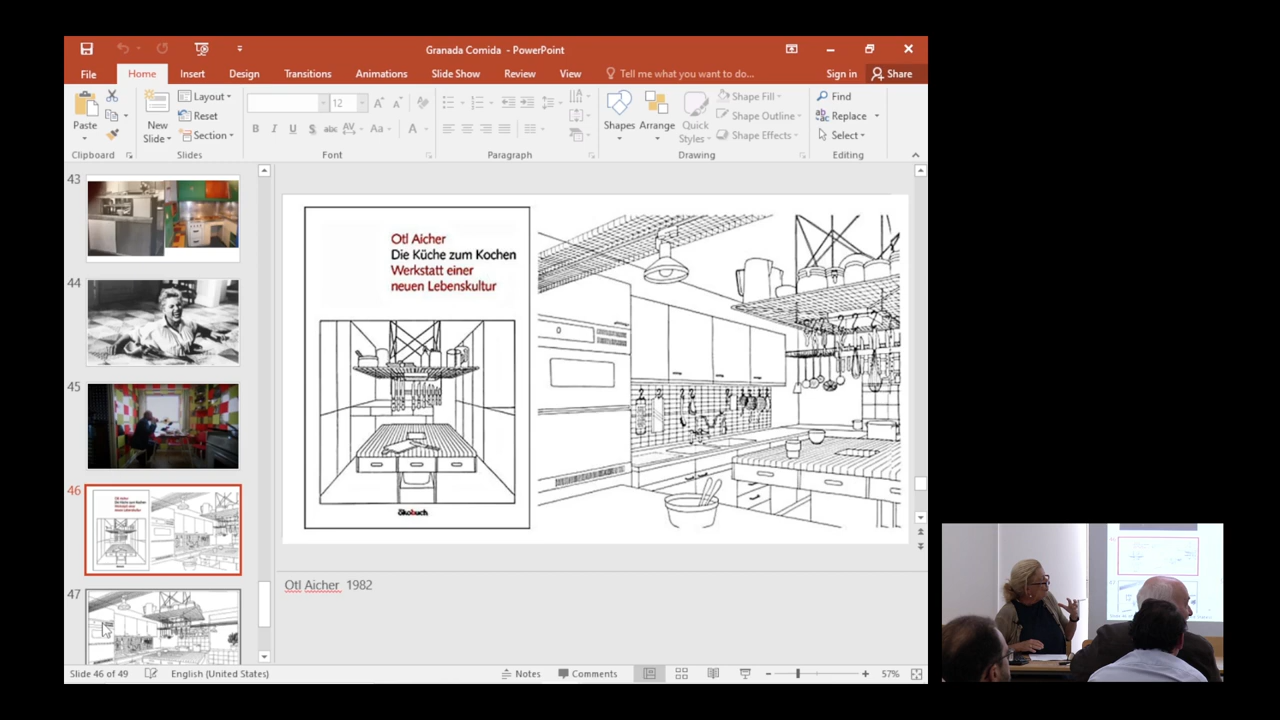 Granada Comida - PowerPoint
File
Home
Insert
Design
Transitions
Animations
Slide Show
Review
View
Tell me what you want to do...
Sign in
Share
Paste
Clipboard
New
Slide
Layout
Reset
Section
Slides
12
B I U S abc AV Aa A
Font
Paragraph
Shapes
Arrange
Quick
Styles
Shape Fill
Shape Outline
Shape Effects
Drawing
Find
Replace
Select
Editing
43
44
45
46
47
Otl Aicher
Die Küche zum Kochen
Werkstatt einer
neuen Lebenskultur
ökobuch
Otl Aicher 1982
Slide 46 of 49
English (United States)
Notes
Comments
57%